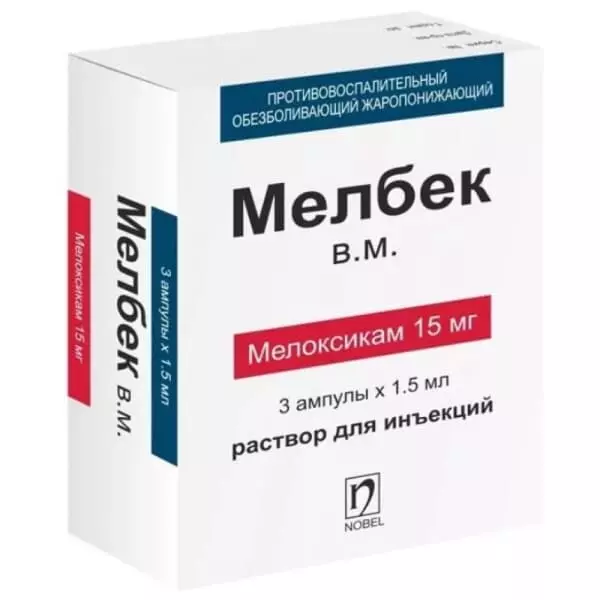 ПРОТИВОВОСПАЛИТЕЛЬНЫЙ
ОБЕЗБОЛИВАЮЩИЙ ЖАРОПОНИЖАЮЩИЙ
Мелбек
в.м.
Мелоксикам 15 мг
3 ампулы х 1.5 мл
раствор для инъекций
NOBEL
Мелбек в.м.
3 ампулы х 1.5 мл
Мелоксикам 15 мг